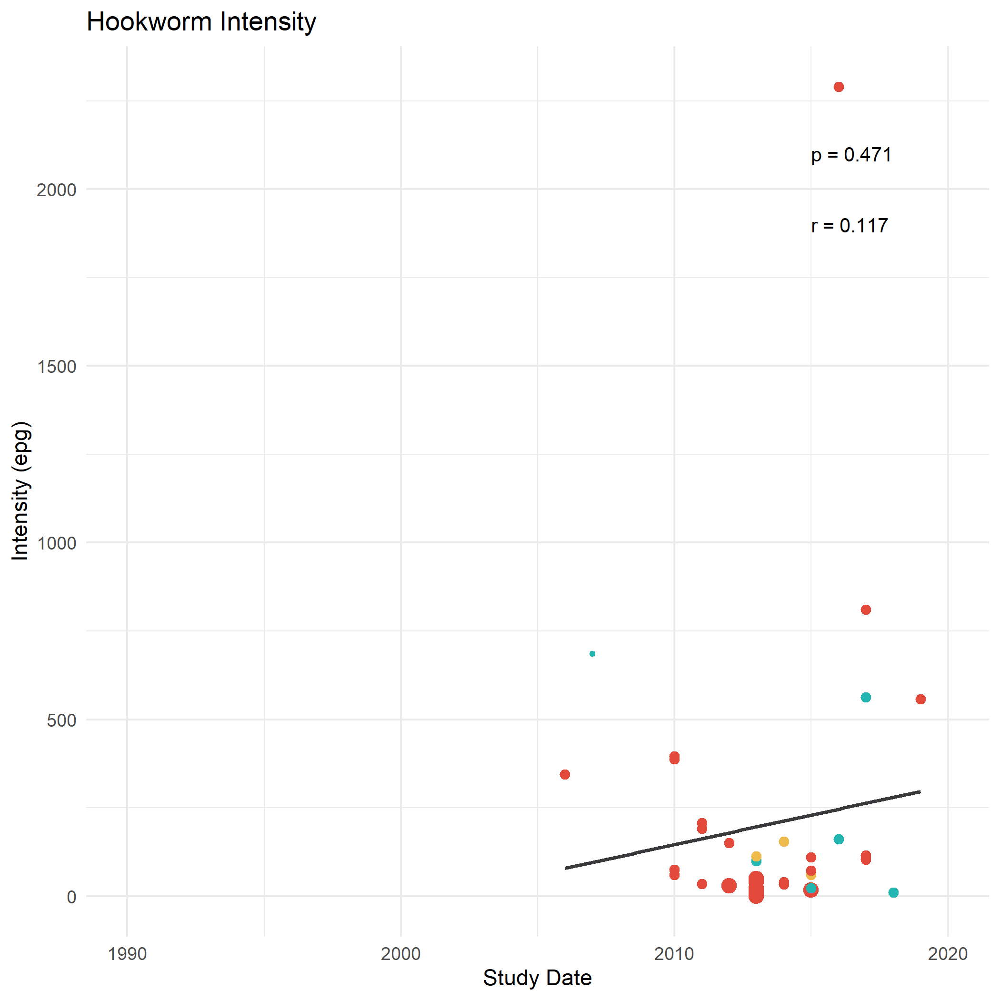 Hookworm Intensity
p = 0.471
r = 0.117
2000
1500
1000
500
0
Intensity (epg)
1990
2000
2010
2020
Study Date